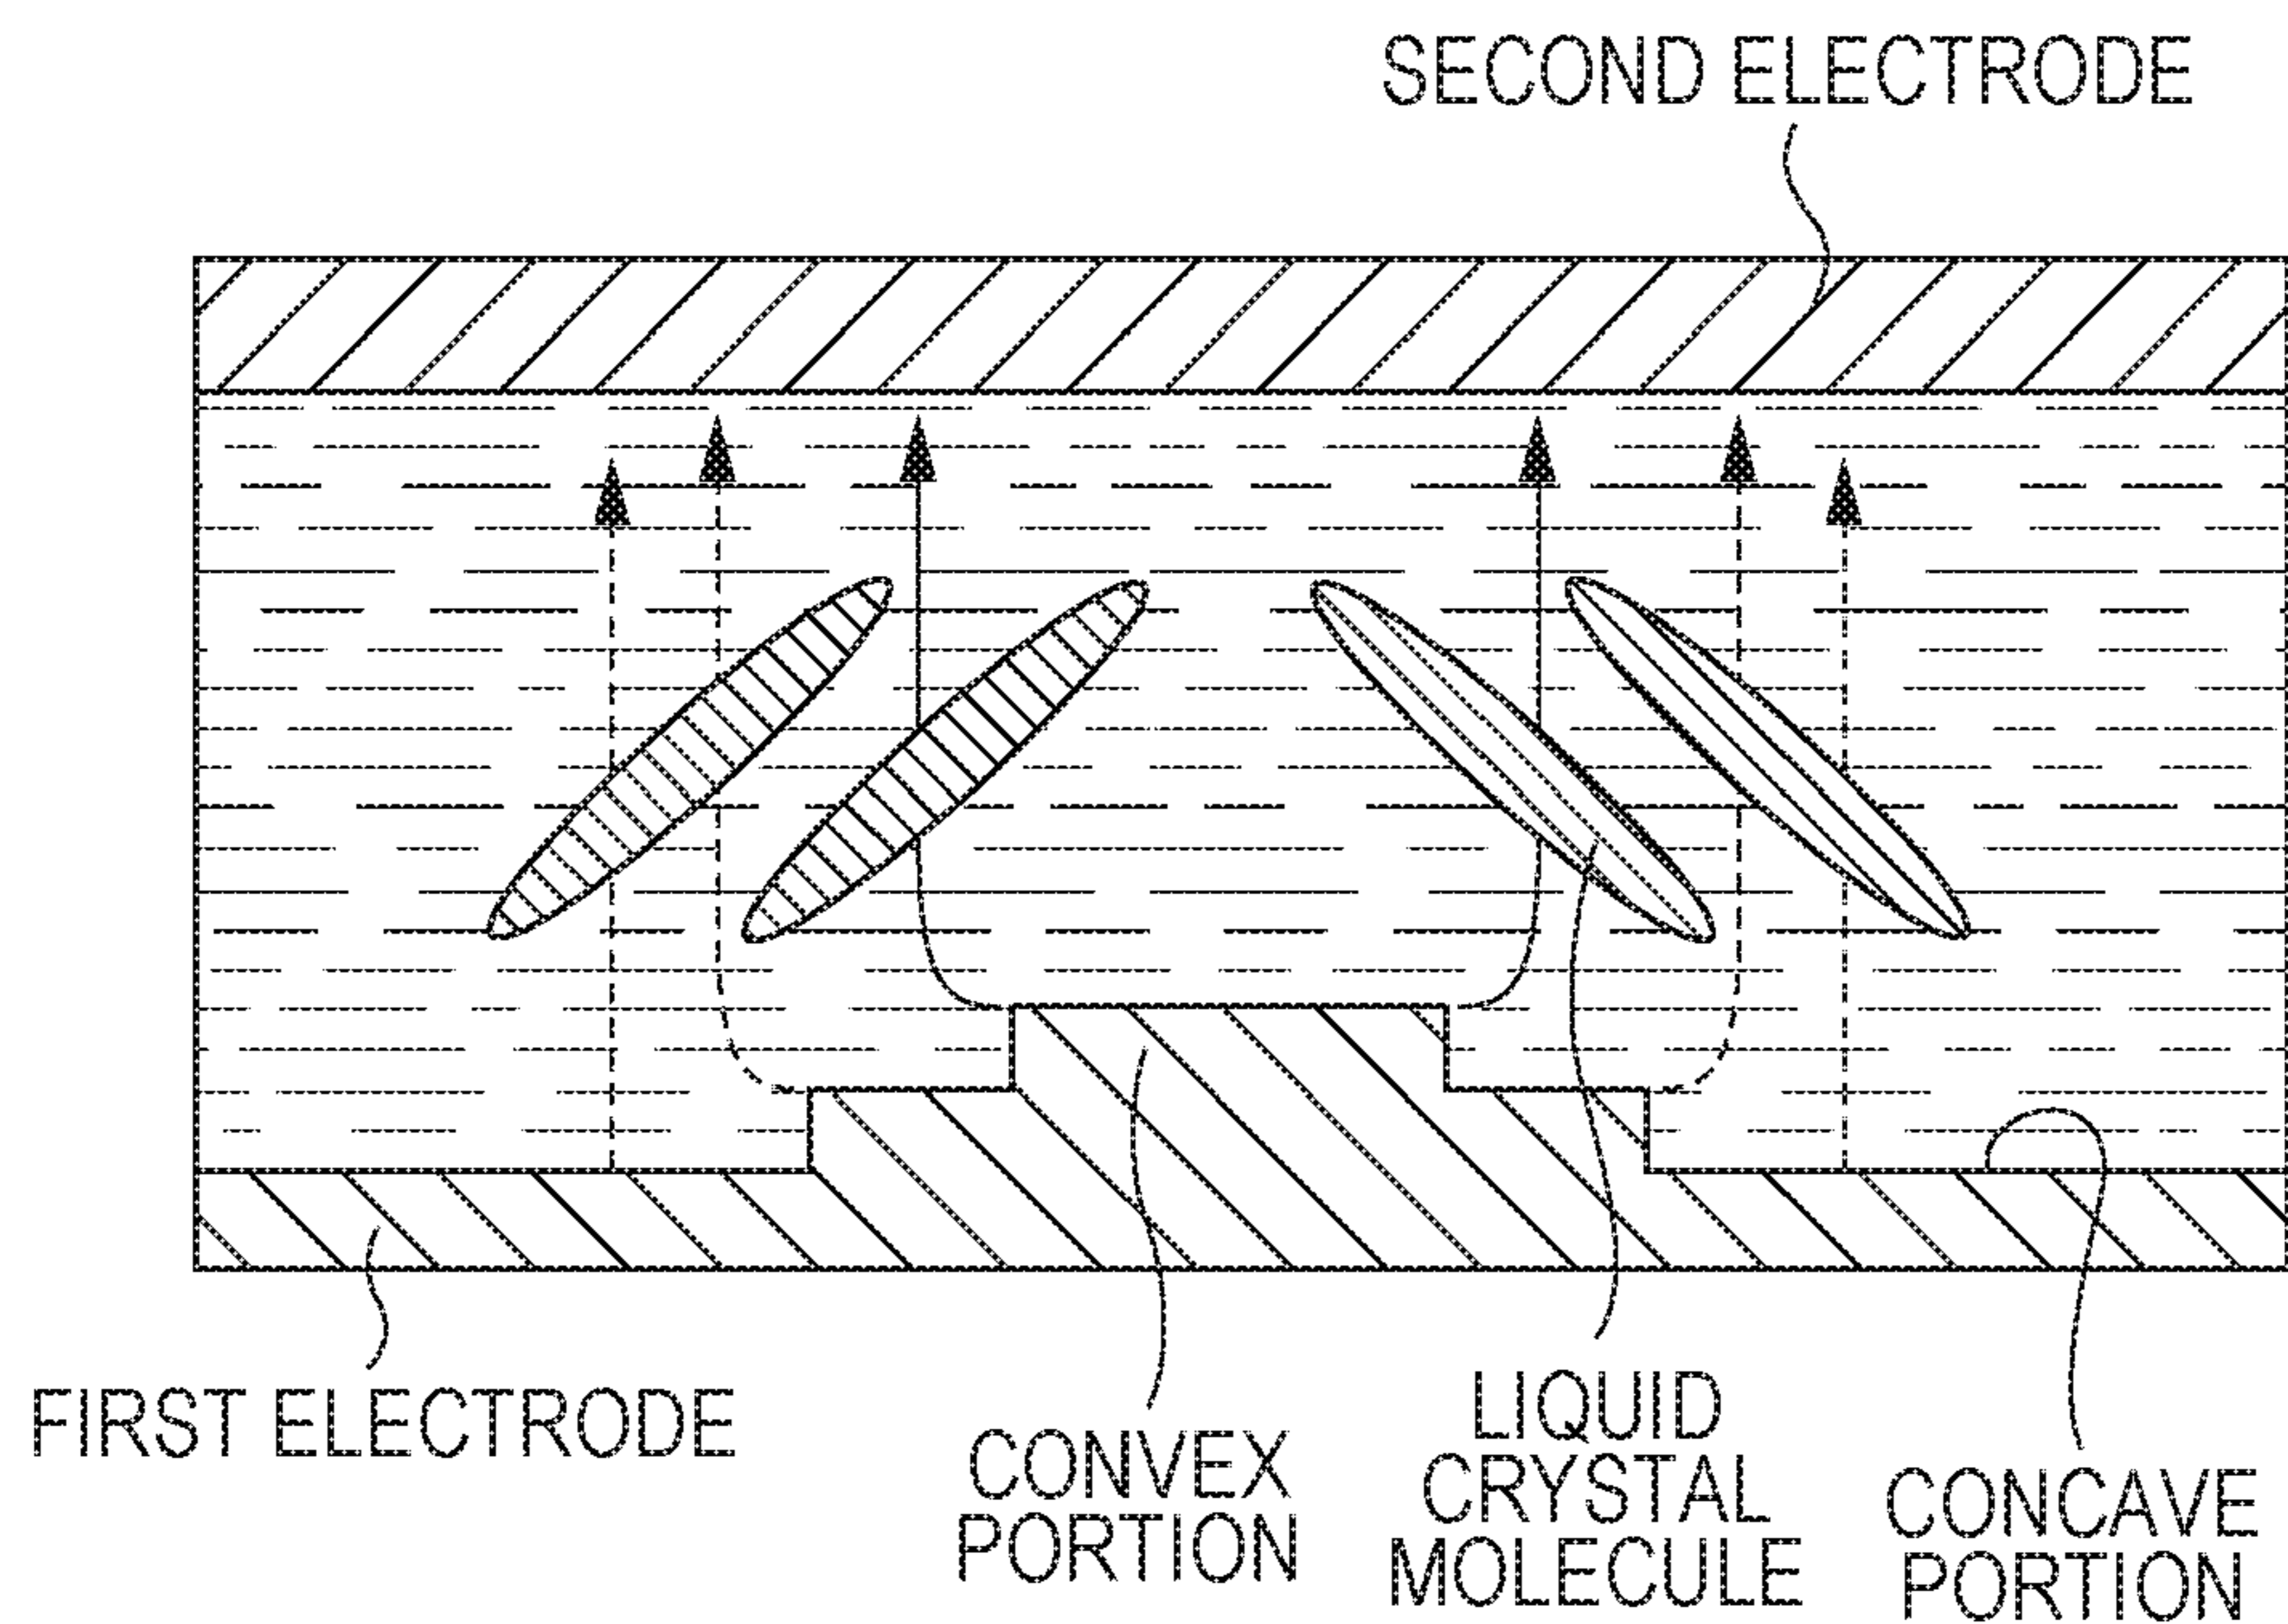 SECOND ELECTRODE
FIRST ELECTRODE
CONVEX
PORTION
LIQUID
CRYSTAL
MOLECULE
CONCAVE
PORTION